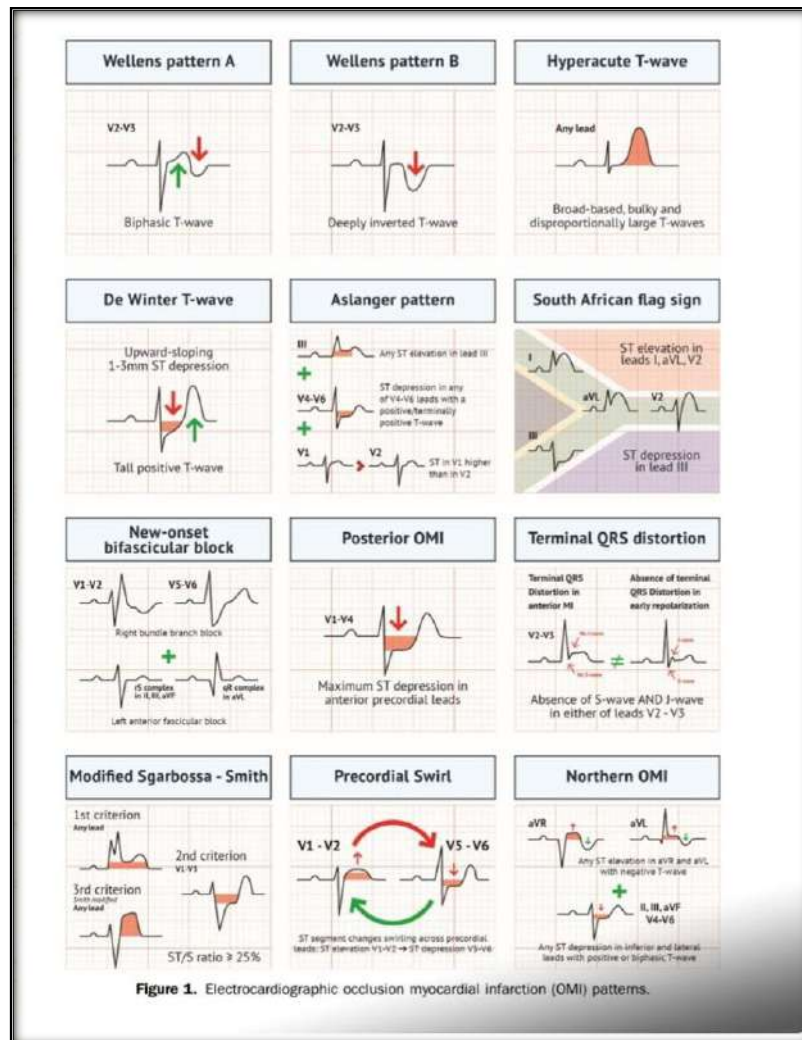 Wellens pattern A
V2-V3
Biphasic T-wave
Wellens pattern B
V2-V3
Deeply inverted T-wave
Hyperacute T-wave
Any lead
Broad-based, bulky and
disproportionally large T-waves
De Winter T-wave
Upward-sloping
1-3mm ST depression
Tall positive T-wave
Aslanger pattern
III
Any ST elevation in lead III
+
V4-V6
ST depression in any
of V4-V6 leads with a
positive/terminally
positive T-wave
+
V1
>
V2
ST in V1 higher
than in V2
South African flag sign
I
ST elevation in
leads I, aVL, V2
aVL
V2
III
ST depression
in lead III
New-onset
bifascicular block
V1-V2
V5-V6
Right bundle branch block
+
rS complex
in II, III, aVF
qR complex
in aVL
Left anterior fascicular block
Posterior OMI
V1-V4
Maximum ST depression in
anterior precordial leads
Terminal QRS distortion
Terminal QRS
Distortion in
anterior MI
Absence of terminal
QRS Distortion in
early repolarization
V2-V3
≠
Absence of S-wave AND J-wave
in either of leads V2 - V3
Modified Sgarbossa - Smith
1st criterion
Any lead
2nd criterion
V1-V3
3rd criterion
Smith modified
Any lead
ST/S ratio ≥ 25%
Precordial Swirl
V1 - V2
V5 - V6
ST segment changes swirling across precordial
leads: ST elevation V1-V2 → ST depression V5-V6
Northern OMI
aVR
aVL
Any ST elevation in aVR and aVL
with negative T-wave
+
II, III, aVF
V4-V6
Any ST depression in inferior and lateral
leads with positive or biphasic T-wave
Figure 1. Electrocardiographic occlusion myocardial infarction (OMI) patterns.